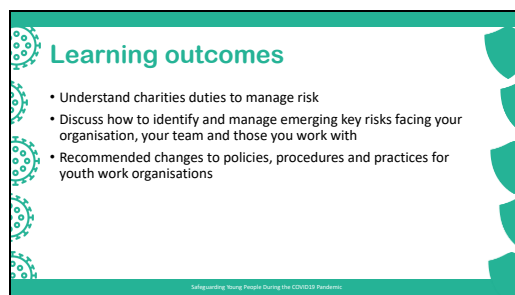 Learning outcomes
• Understand charities duties to manage risk
• Discuss how to identify and manage emerging key risks facing your
organisation, your team and those you work with
• Recommended changes to policies, procedures and practices for
youth work organisations
Safeguarding Young People During the COVID19 Pandemic